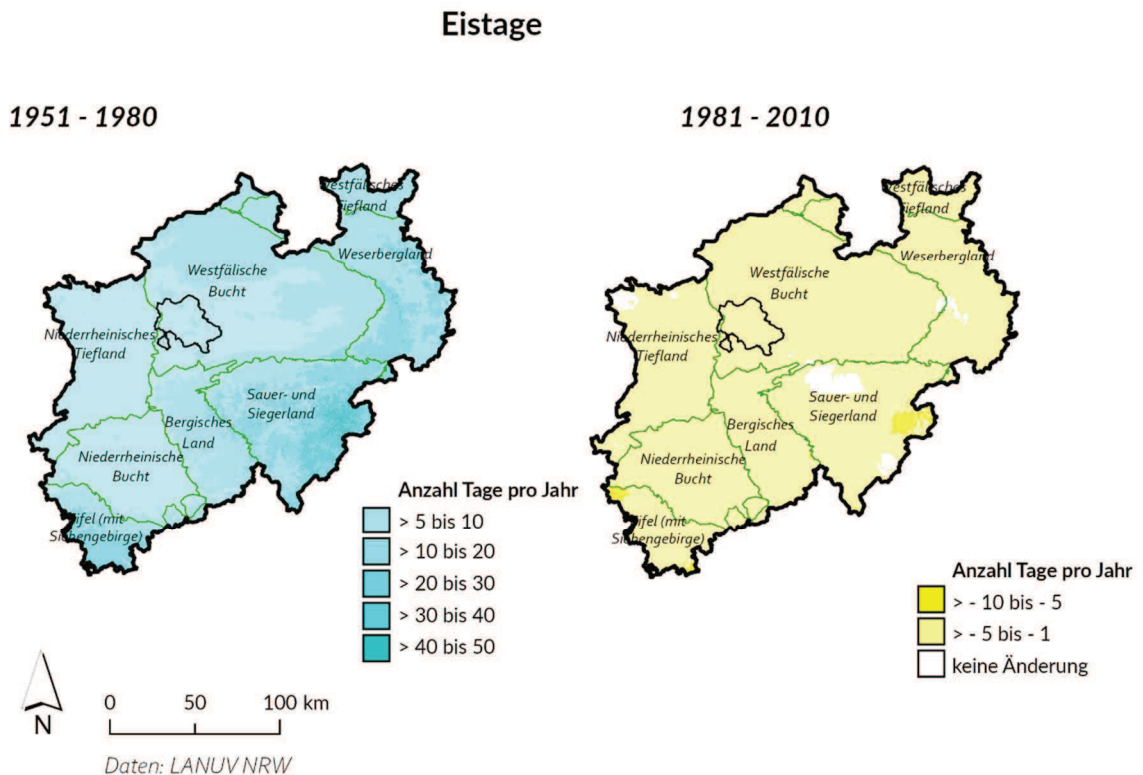 Eistage
1951 - 1980
1981 - 2010
Westfälisches
Tiefland
Weserbergland
Westfälische
Bucht
Niederrheinisches
Tiefland
Sauer- und
Siegerland
Bergisches
Land
Niederrheinische
Bucht
Eifel (mit
Siebengebirge)
Anzahl Tage pro Jahr
> 5 bis 10
> 10 bis 20
> 20 bis 30
> 30 bis 40
> 40 bis 50
Westfälisches
Tiefland
Weserbergland
Westfälische
Bucht
Niederrheinisches
Tiefland
Sauer- und
Siegerland
Bergisches
Land
Niederrheinische
Bucht
Eifel (mit
Siebengebirge)
Anzahl Tage pro Jahr
> - 10 bis - 5
> - 5 bis - 1
keine Änderung
N
0 50 100 km
Daten: LANUV NRW